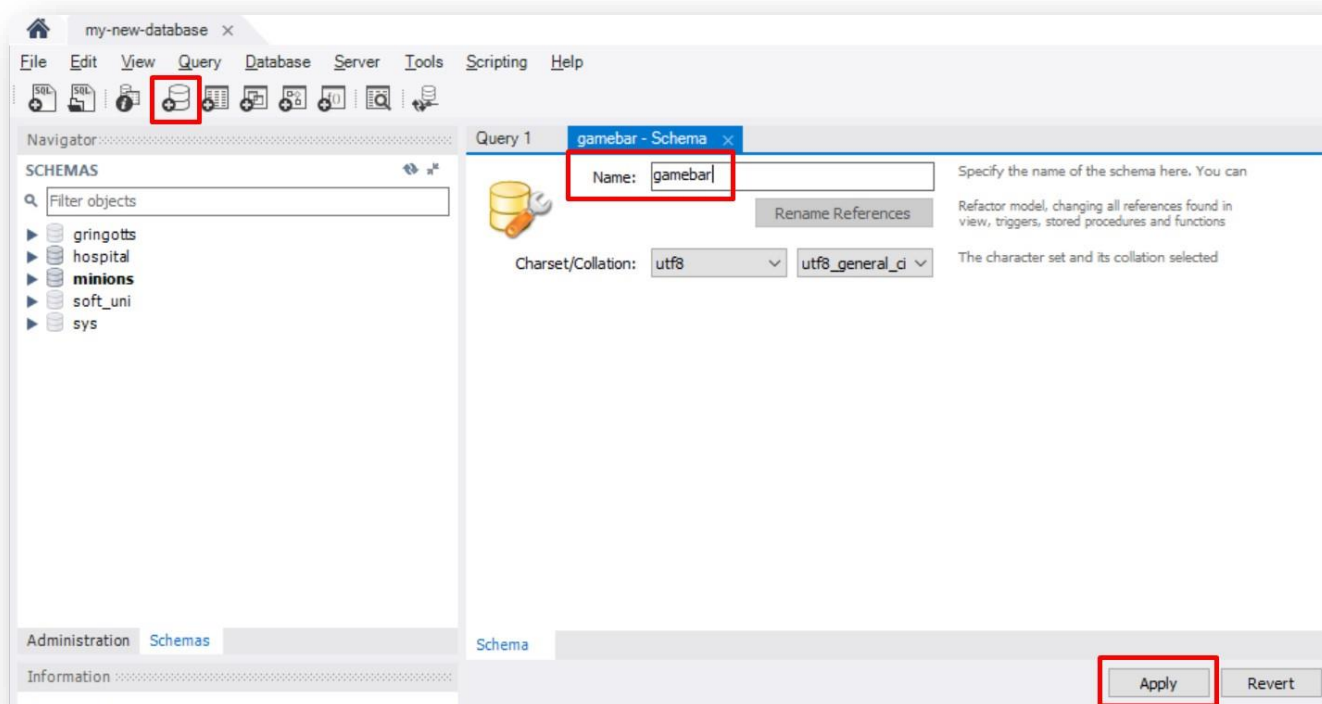 my-new-database ×
File Edit View Query Database Server Tools Scripting Help
SQL SQL f()
Navigator
SCHEMAS
Filter objects
gringotts
hospital
minions
soft_uni
sys
Administration Schemas
Information
Query 1 gamebar - Schema ×
Name: gamebar
Specify the name of the schema here. You can
Rename References
Refactor model, changing all references found in
view, triggers, stored procedures and functions
Charset/Collation: utf8 utf8_general_ci
The character set and its collation selected
Schema
Apply Revert